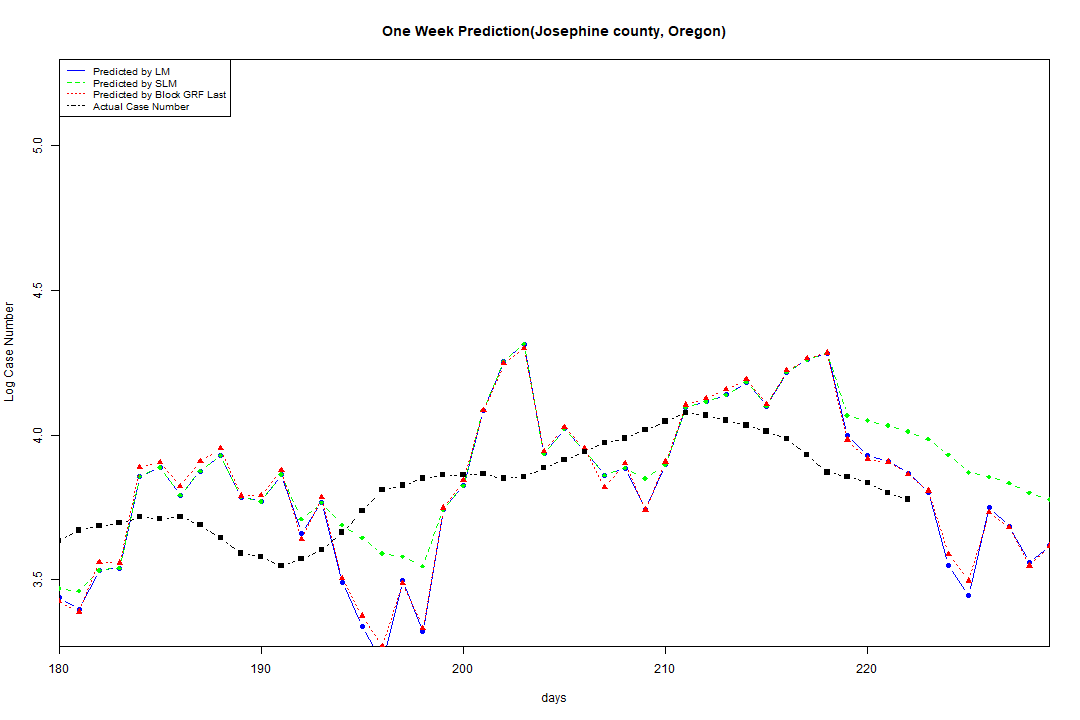 One Week Prediction(Josephine county, Oregon)
Predicted by LM
Predicted by SLM
Predicted by Block GRF Last
Actual Case Number
5.0
4.5
4.0
3.5
Log Case Number
180 190 200 210 220
days